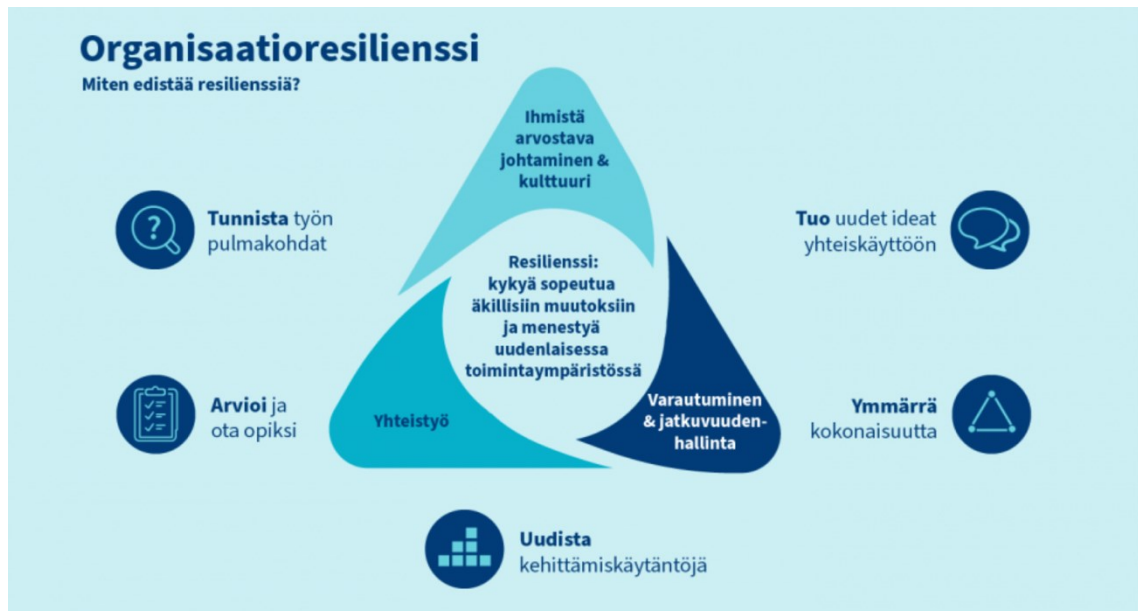 Organisaatioresilienssi
Miten edistää resilienssiä?
Ihmistä
arvostava
johtaminen &
kulttuuri
Tunnista työn
pulmakohdat
Tuo uudet ideat
yhteiskäyttöön
Resilienssi:
kykyä sopeutua
äkillisiin muutoksiin
ja menestyä
uudenlaisessa
toimintaympäristössä
Arvioi ja
ota opiksi
Yhteistyö
Varautuminen
& jatkuvuuden-
hallinta
Ymmärrä
kokonaisuutta
Uudista
kehittämiskäytäntöjä